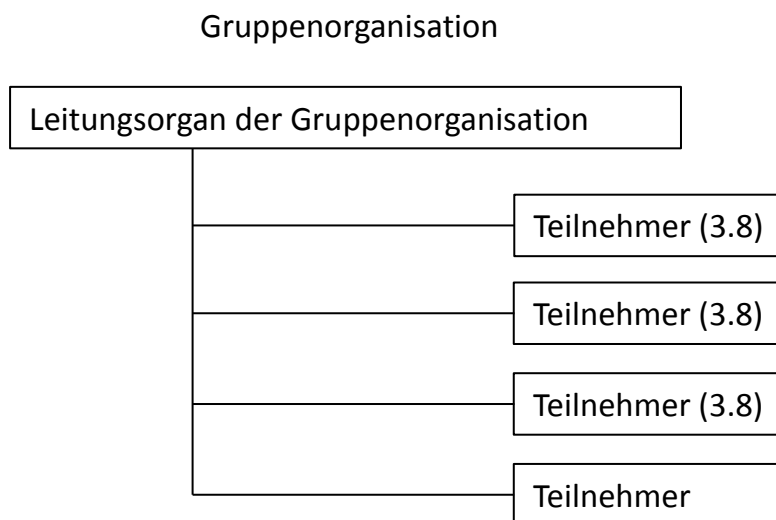 Gruppenorganisation
Leitungsorgan der Gruppenorganisation
Teilnehmer (3.8)
Teilnehmer (3.8)
Teilnehmer (3.8)
Teilnehmer